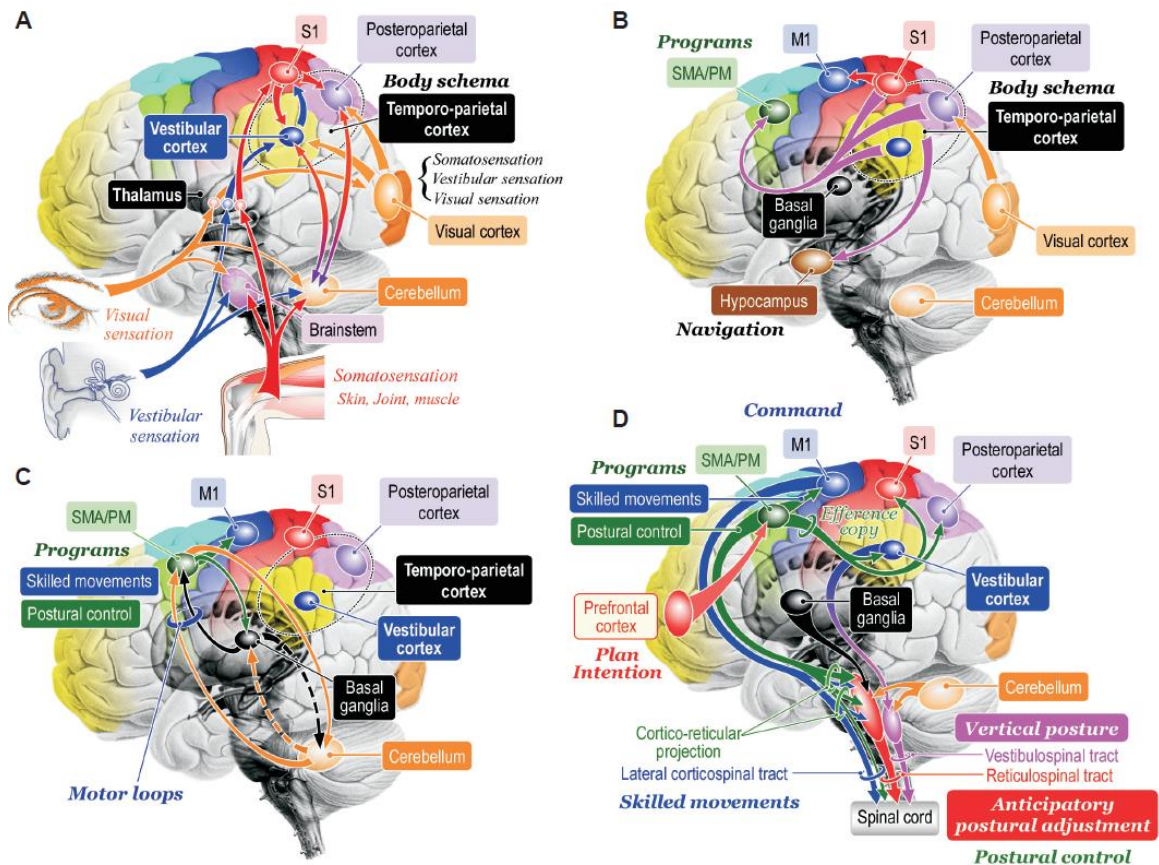 A
S1
Posteroparietal
cortex
Body schema
Temporo-parietal
cortex
Vestibular
cortex
Somatosensation
Vestibular sensation
Visual sensation
Thalamus
Visual cortex
Cerebellum
Visual
sensation
Brainstem
Somatosensation
Skin, Joint, muscle
Vestibular
sensation
B
Programs
M1
S1
Posteroparietal
cortex
SMA/PM
Body schema
Temporo-parietal
cortex
Basal
ganglia
Visual cortex
Hypocampus
Cerebellum
Navigation
C
M1
S1
Posteroparietal
cortex
SMA/PM
Programs
Skilled movements
Temporo-parietal
cortex
Postural control
Vestibular
cortex
Basal
ganglia
Cerebellum
Motor loops
D
Command
M1
S1
SMA/PM
Posteroparietal
cortex
Programs
Skilled movements
Postural control
Efference
copy
Vestibular
cortex
Basal
ganglia
Prefrontal
cortex
Plan
Intention
Cerebellum
Cortico-reticular
projection
Vertical posture
Vestibulospinal tract
Lateral corticospinal tract
Reticulospinal tract
Skilled movements
Spinal cord
Anticipatory
postural adjustment
Postural control